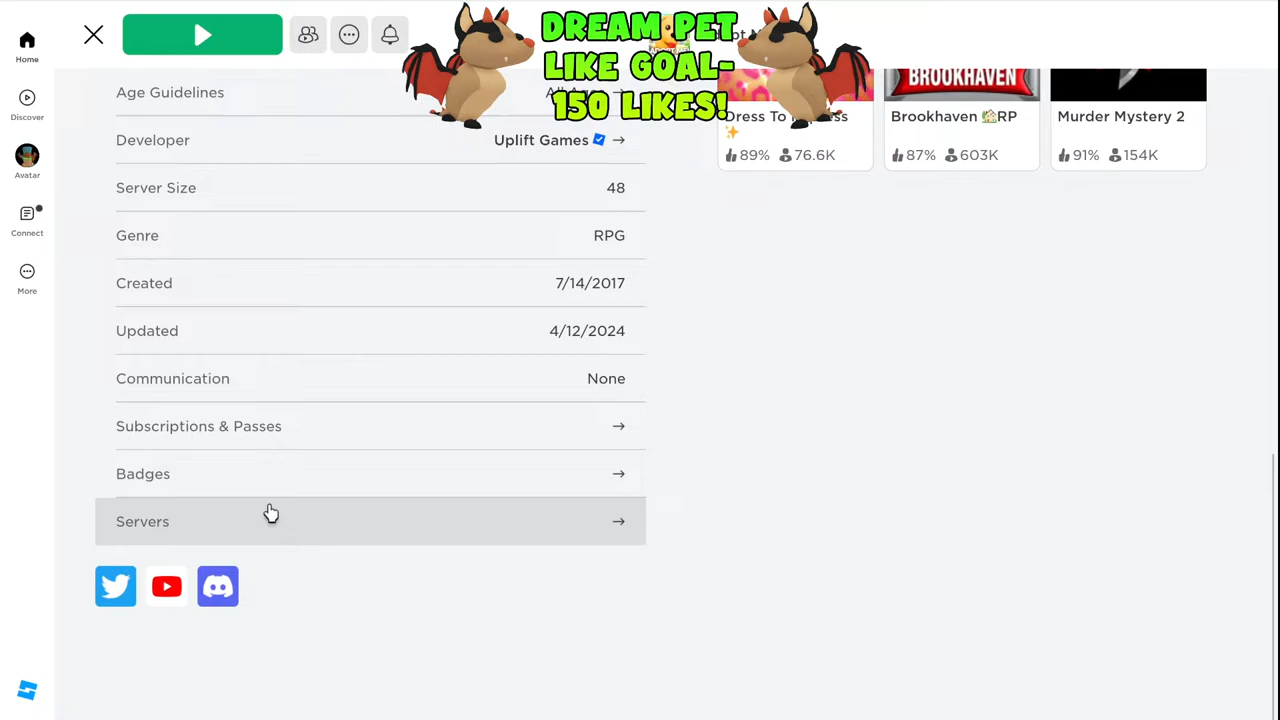 Home
Discover
Avatar
Connect
More
DREAM PET
LIKE GOAL-
150 LIKES!
Age Guidelines
Developer
Uplift Games
Server Size
48
Genre
RPG
Created
7/14/2017
Updated
4/12/2024
Communication
None
Subscriptions & Passes
Badges
Servers
BROOKHAVEN
Dress To
89% 76.6K
Brookhaven 🏡RP
87% 603K
Murder Mystery 2
91% 154K